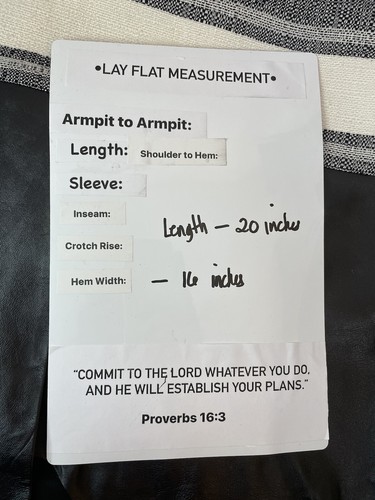 •LAY FLAT MEASUREMENT•
Armpit to Armpit:
Length: Shoulder to Hem:
Sleeve:
Inseam:
Length – 20 inches
Crotch Rise:
Hem Width: – 16 inches
“COMMIT TO THE LORD WHATEVER YOU DO,
AND HE WILL ESTABLISH YOUR PLANS.”
Proverbs 16:3